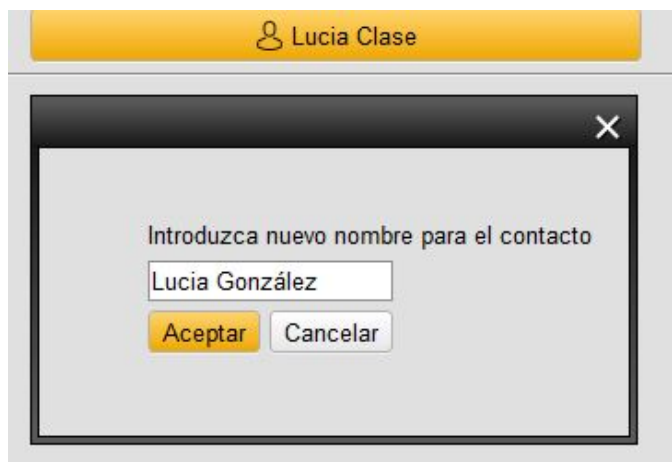 Lucia Clase
Introduzca nuevo nombre para el contacto
Lucia González
Aceptar Cancelar